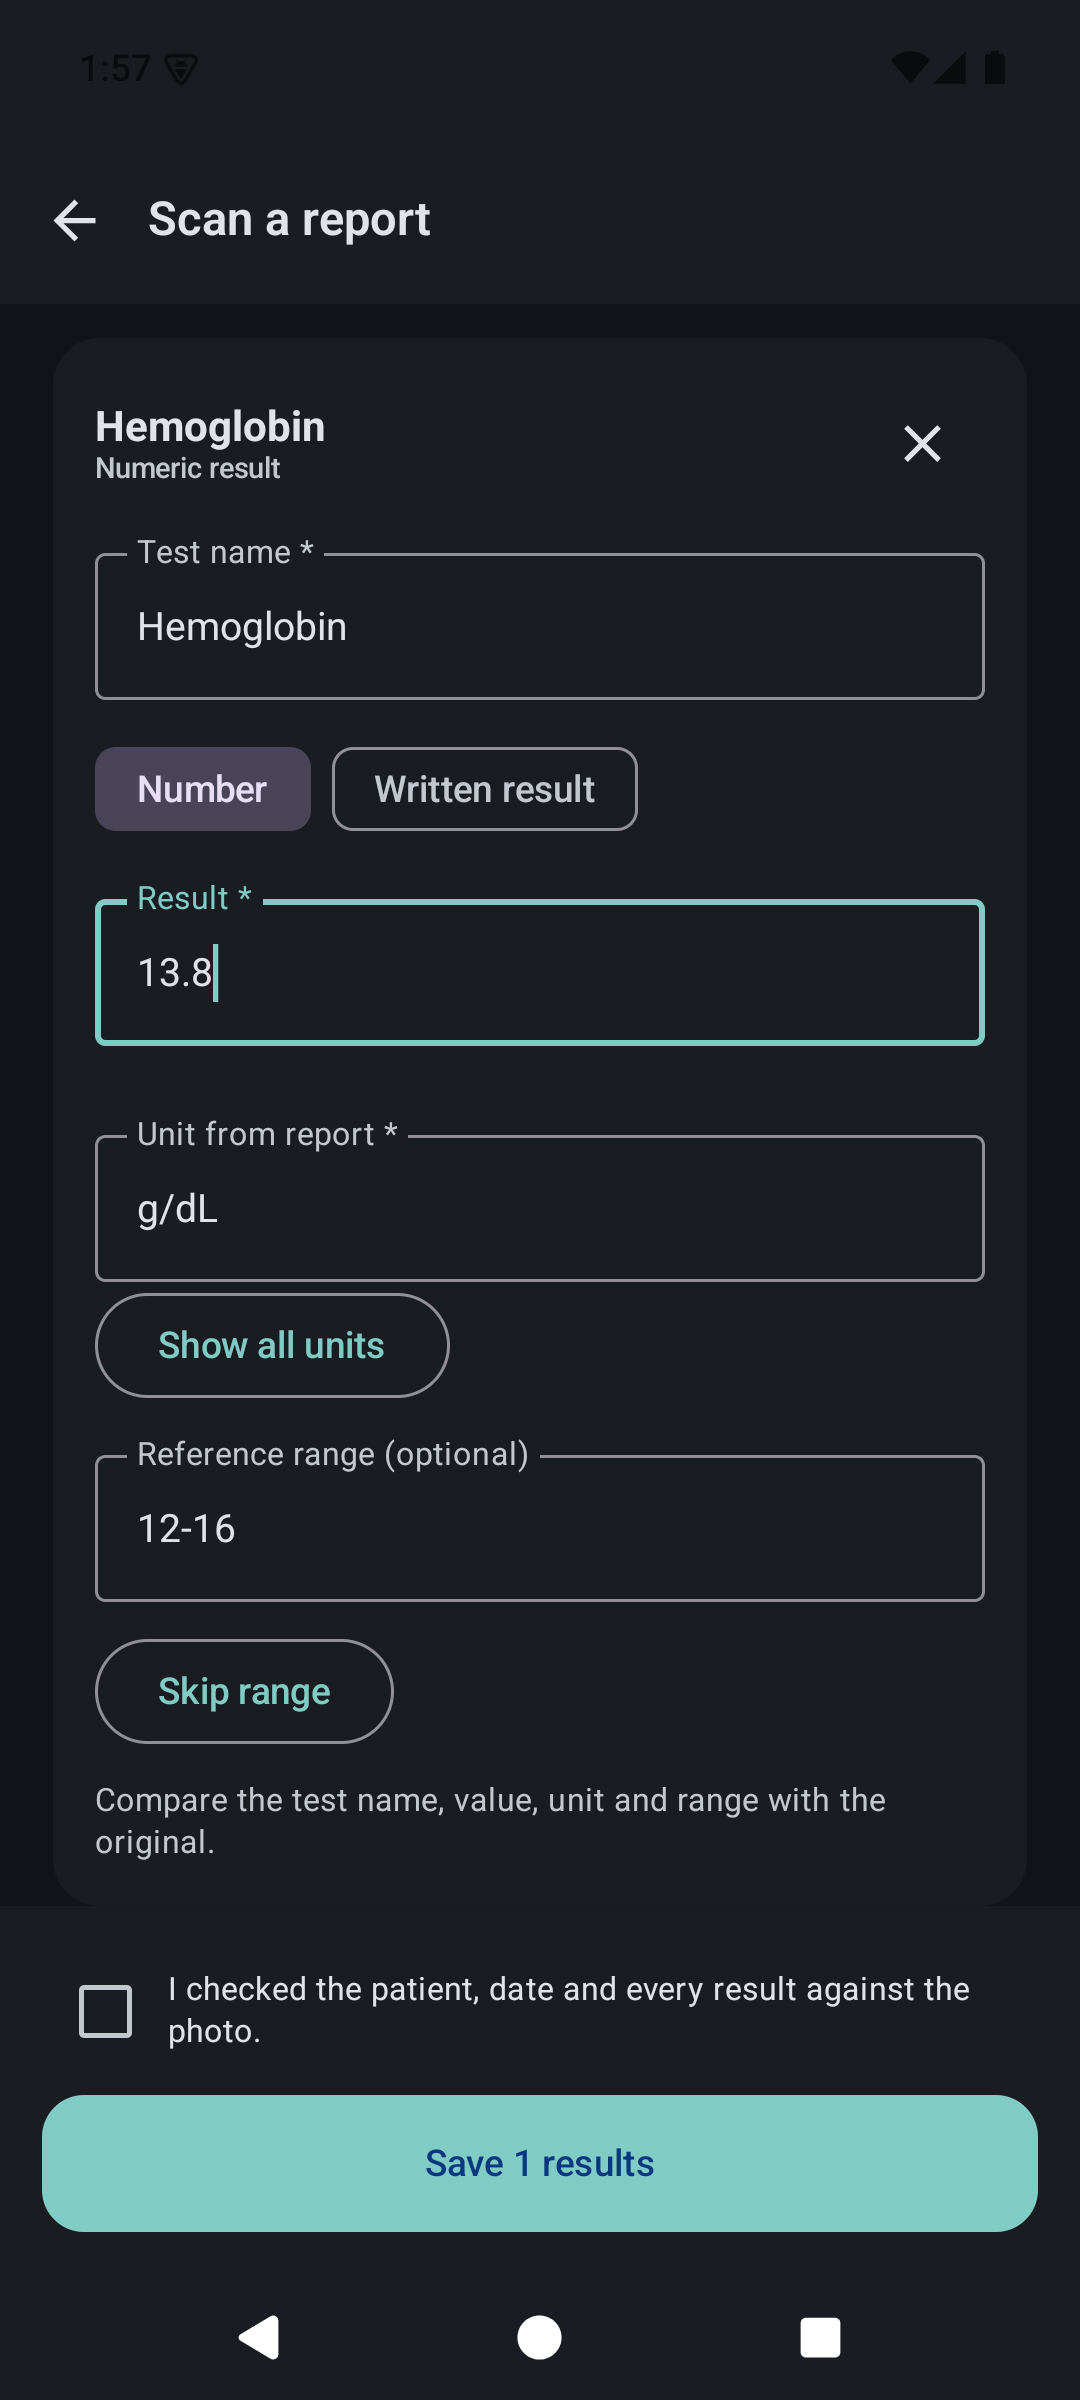 1:57
Scan a report
Hemoglobin
Numeric result
Test name *
Hemoglobin
Number
Written result
Result *
13.8
Unit from report *
g/dL
Show all units
Reference range (optional)
12-16
Skip range
Compare the test name, value, unit and range with the
original.
I checked the patient, date and every result against the
photo.
Save 1 results